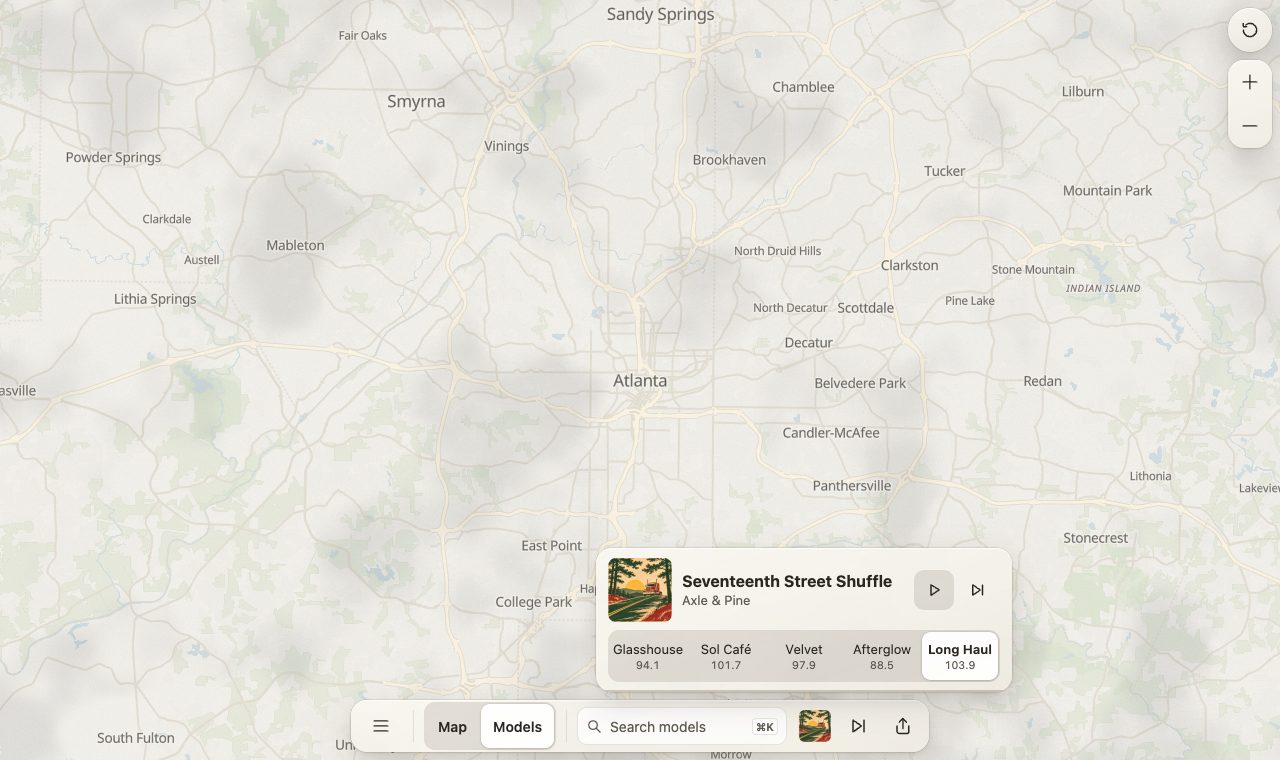 Sandy Springs
Fair Oaks
Chamblee
Lilburn
Smyrna
Vinings
Powder Springs
Brookhaven
Tucker
Mountain Park
Clarkdale
Mableton
Austell
North Druid Hills
Clarkston
Stone Mountain
INDIAN ISLAND
Lithia Springs
North Decatur
Scottdale
Pine Lake
Decatur
Atlanta
Belvedere Park
Redan
asville
Candler-McAfee
Panthersville
Lithonia
Lakeview
East Point
Stonecrest
College Park
Hap
Seventeenth Street Shuffle
Axle & Pine
Glasshouse
94.1
Sol Café
101.7
Velvet
97.9
Afterglow
88.5
Long Haul
103.9
Map
Models
Search models
⌘K
South Fulton
Un
Morrow